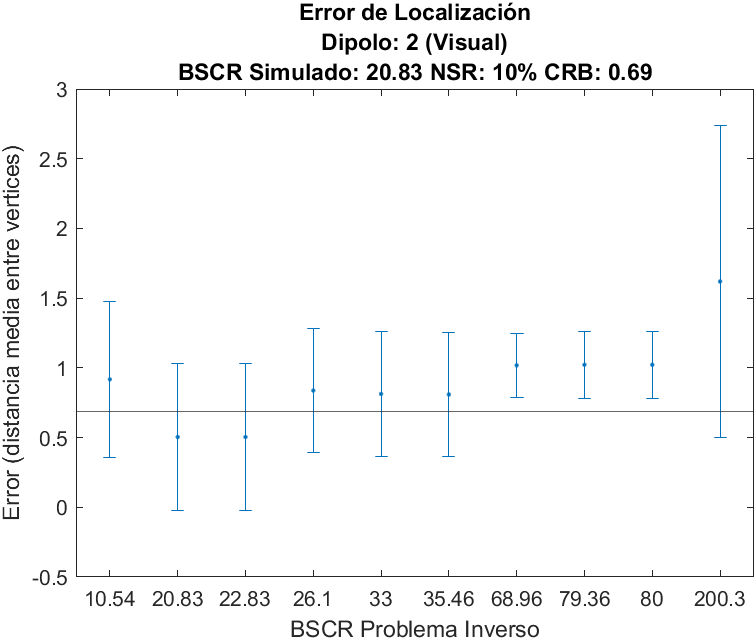 Error de Localización
Dipolo: 2 (Visual)
BSCR Simulado: 20.83 NSR: 10% CRB: 0.69
3
2.5
2
1.5
1
0.5
0
-0.5
Error (distancia media entre vertices)
10.54 20.83 22.83 26.1 33 35.46 68.96 79.36 80 200.3
BSCR Problema Inverso